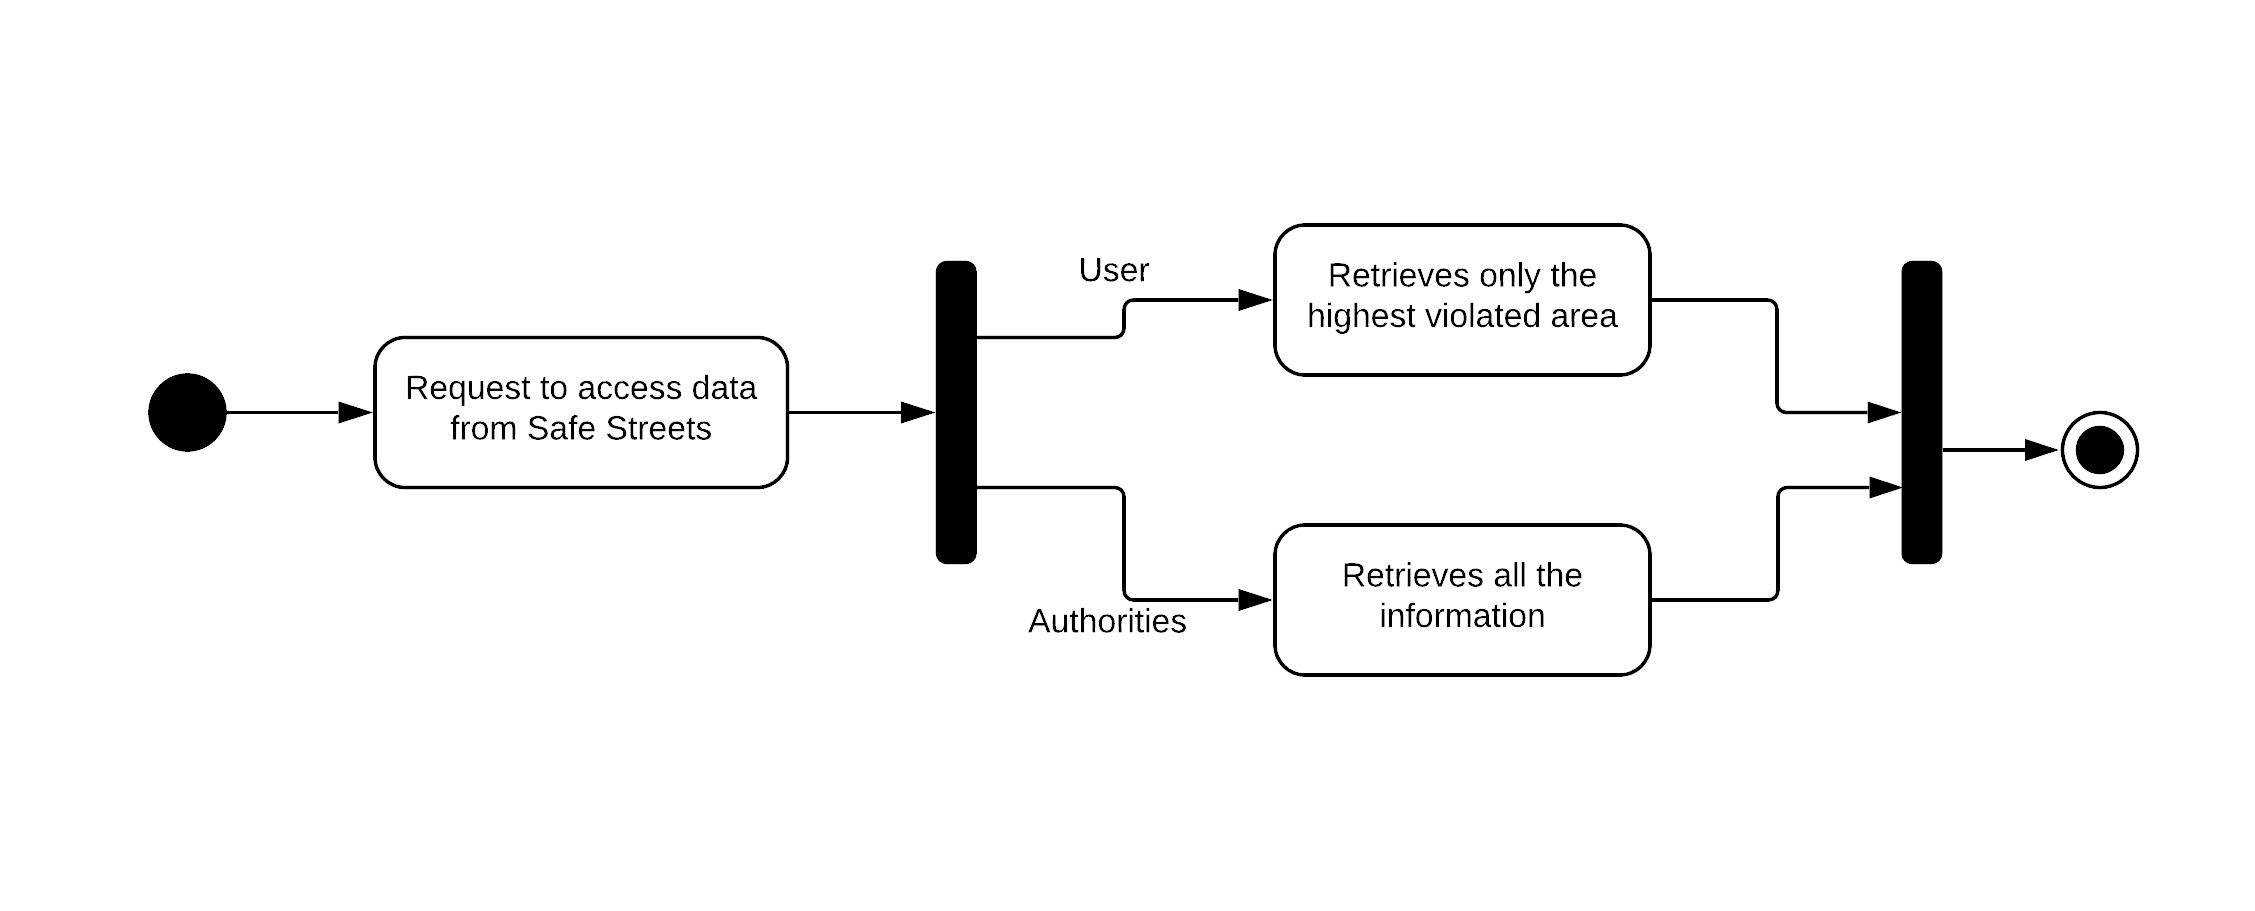 Request to access data
from Safe Streets
User
Retrieves only the
highest violated area
Authorities
Retrieves all the
information